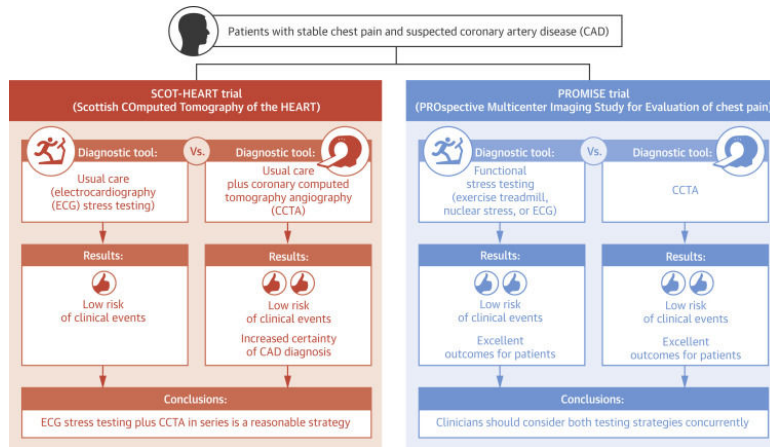 Patients with stable chest pain and suspected coronary artery disease (CAD)
SCOT-HEART trial
(Scottish COmputed Tomography of the HEART)
Diagnostic tool:
Vs.
Diagnostic tool:
Usual care
(electrocardiography
(ECG) stress testing)
Usual care
plus coronary computed
tomography angiography
(CCTA)
Results:
Low risk
of clinical events
Results:
Low risk
of clinical events
Increased certainty
of CAD diagnosis
Conclusions:
ECG stress testing plus CCTA in series is a reasonable strategy
PROMISE trial
(PROspective Multicenter Imaging Study for Evaluation of chest pain)
Diagnostic tool:
Vs.
Diagnostic tool:
Functional
stress testing
(exercise treadmill,
nuclear stress, or ECG)
CCTA
Results:
Low risk
of clinical events
Excellent
outcomes for patients
Results:
Low risk
of clinical events
Excellent
outcomes for patients
Conclusions:
Clinicians should consider both testing strategies concurrently